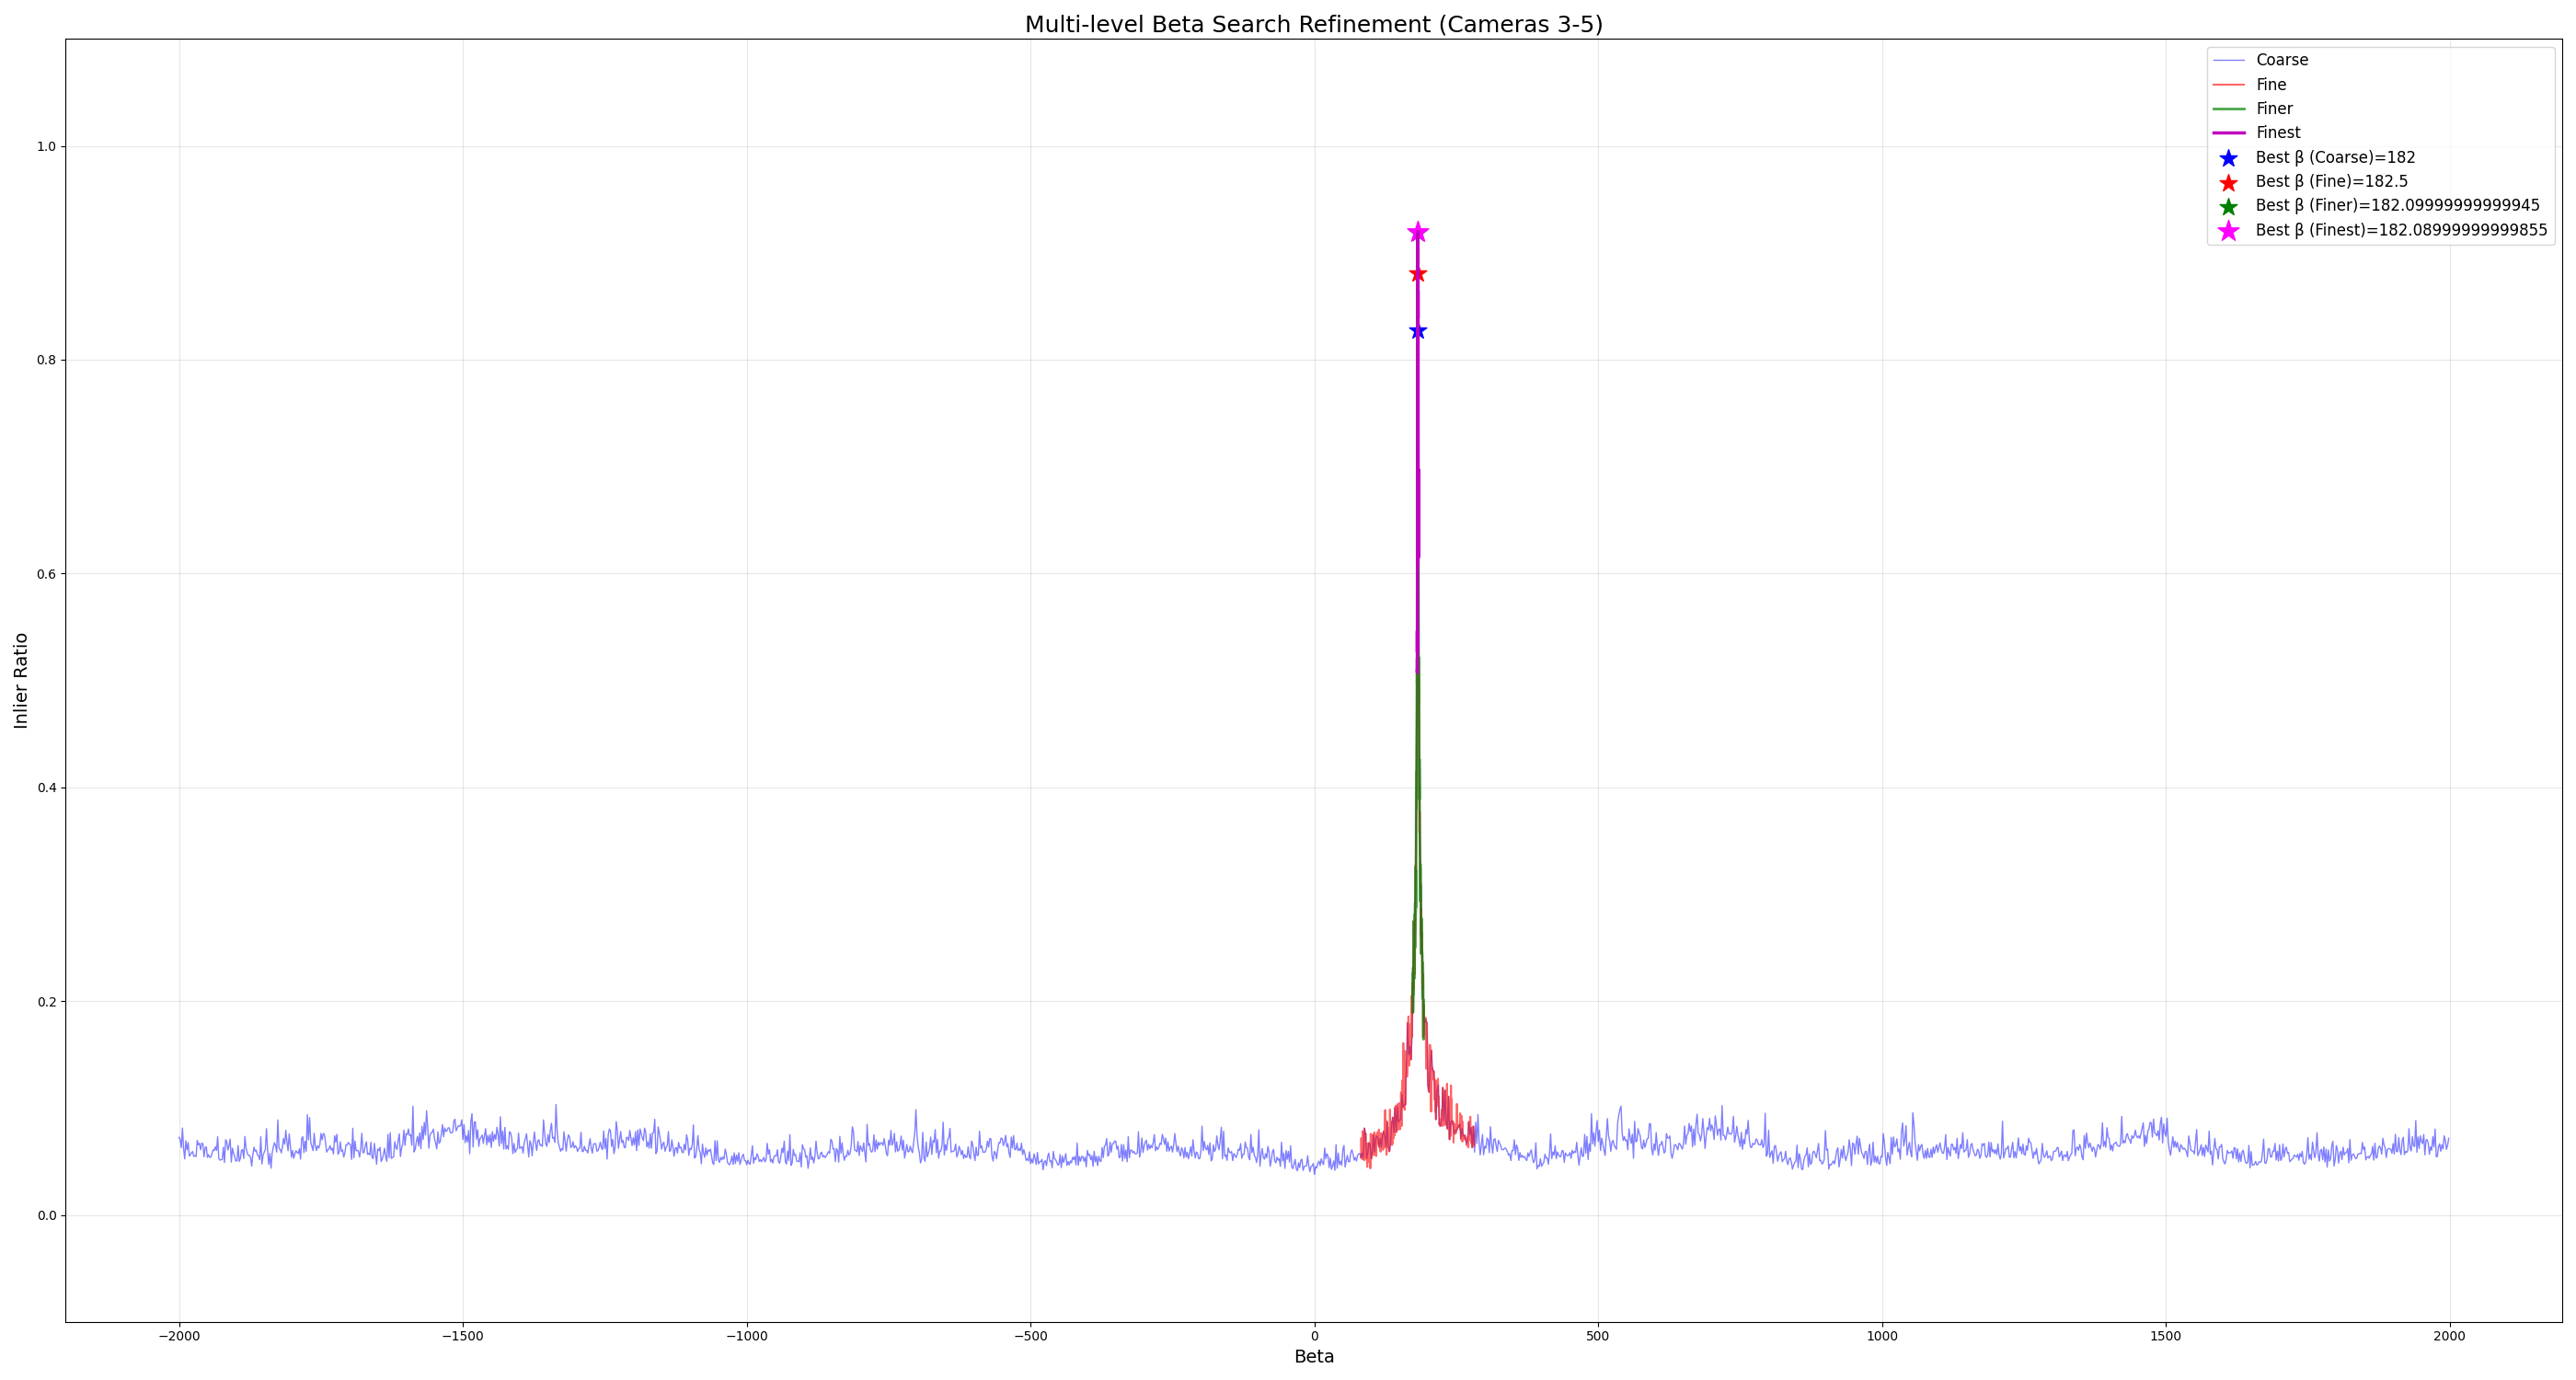 Multi-level Beta Search Refinement (Cameras 3-5)
Coarse
Fine
Finer
Finest
Best β (Coarse)=182
Best β (Fine)=182.5
Best β (Finer)=182.09999999999945
Best β (Finest)=182.08999999999855
1.0
0.8
0.6
0.4
0.2
0.0
Inlier Ratio
−2000
−1500
−1000
−500
0
500
1000
1500
2000
Beta